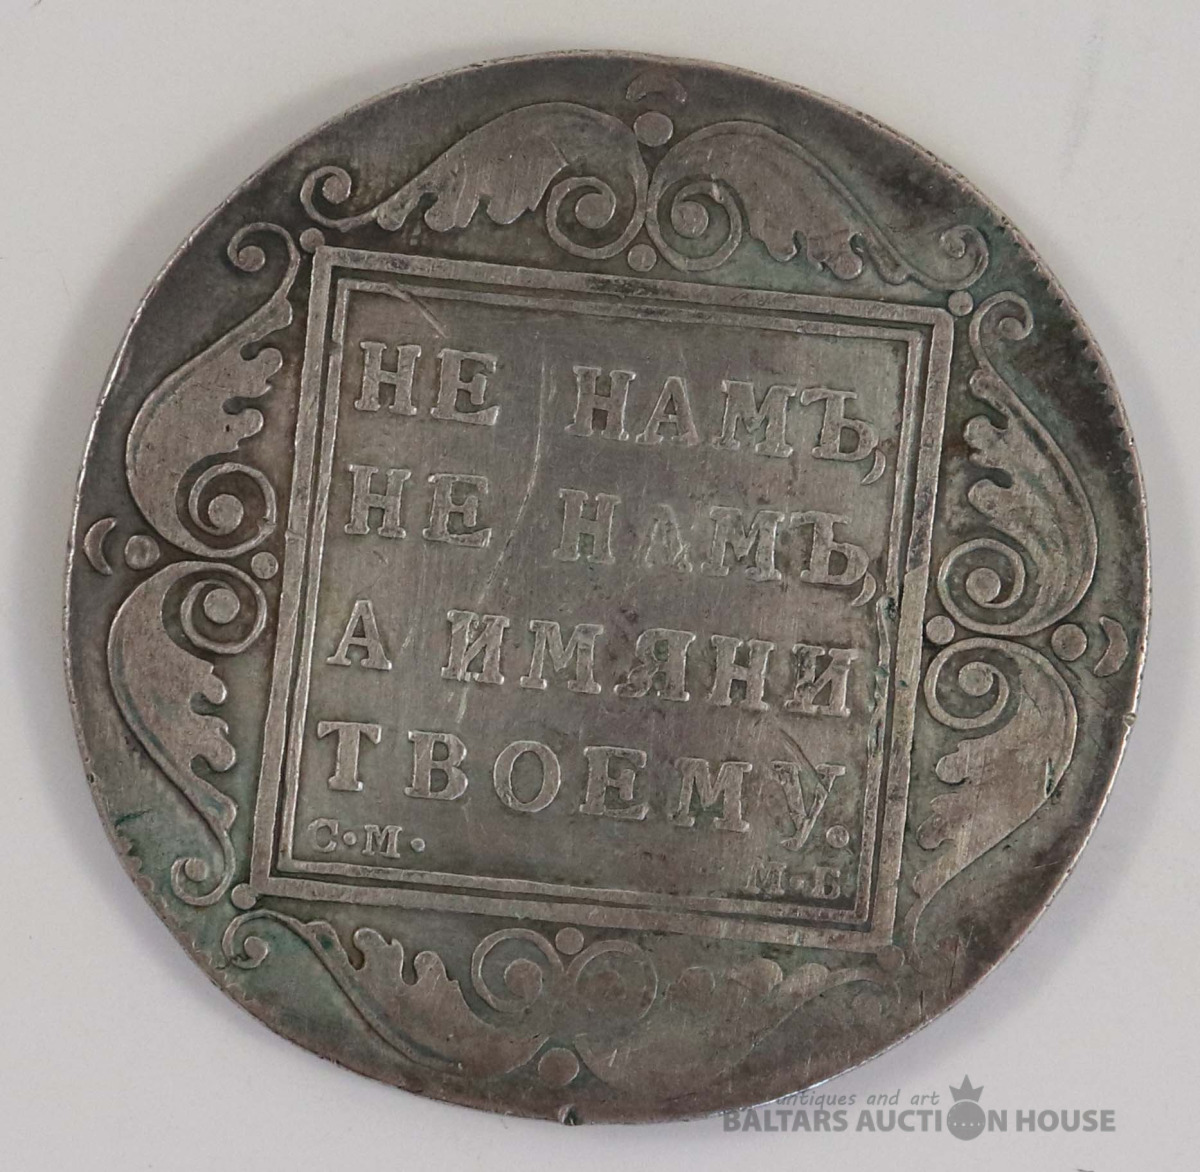 НЕ НАМЪ,
НЕ НАМЪ,
А ИМЯНИ
ТВОЕМУ.
С·М·
М·Б
antiques and art
BALTARS AUCTION HOUSE